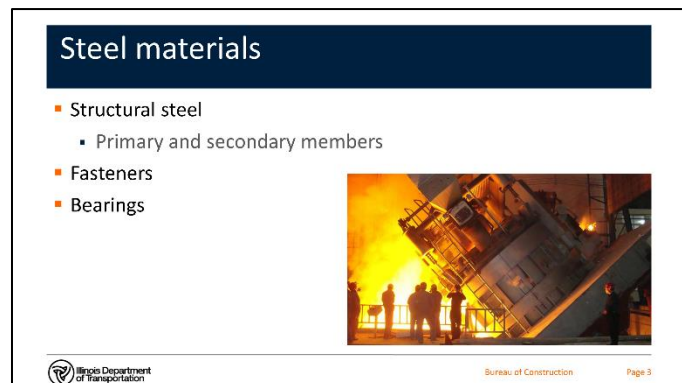 Steel materials
Structural steel
Primary and secondary members
Fasteners
Bearings
Illinois Department
of Transportation
Bureau of Construction
Page 3